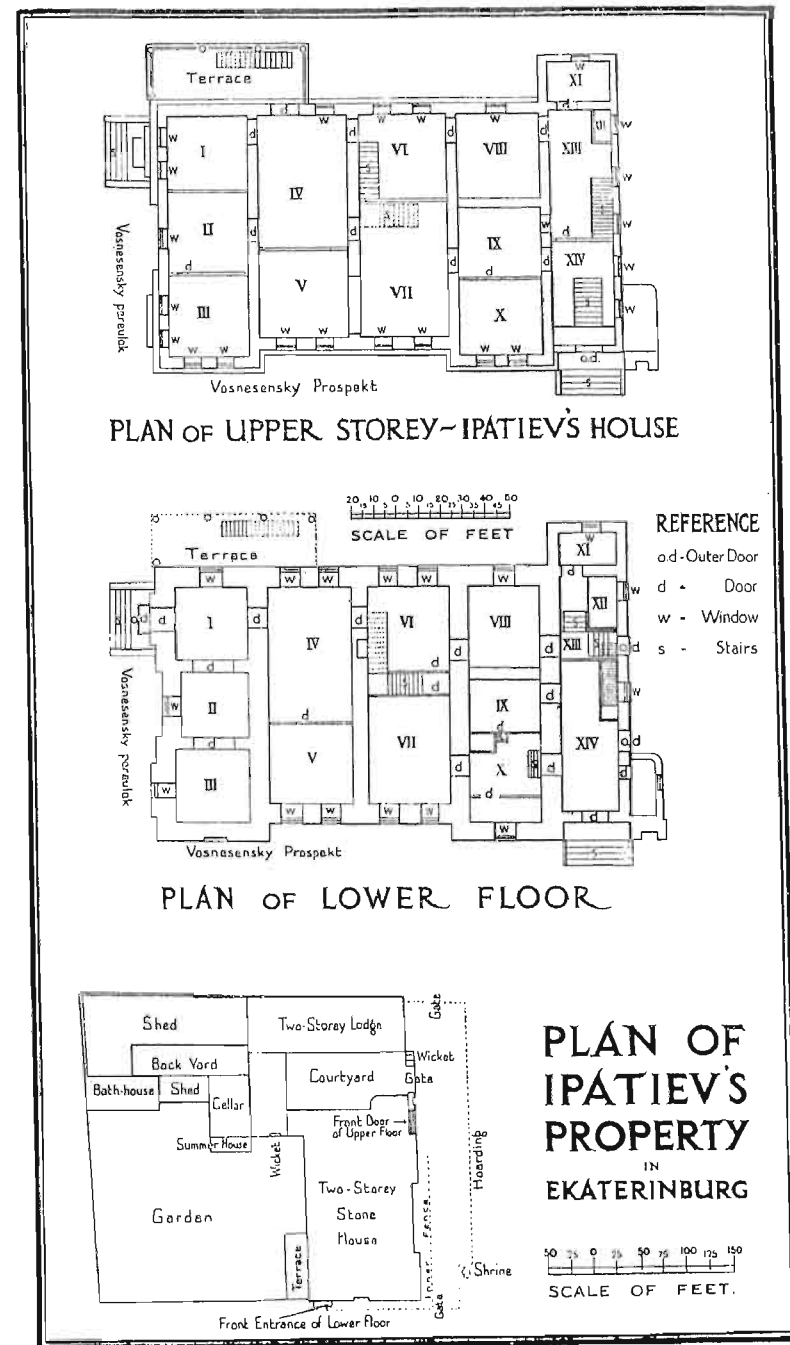 Terrace
W
XI
d
d
W
W
W
W
I
d
IV
d
VI
d
VIII
d
XIII
W
W
S
S
W
II
d
d
d
IX
W
d
d
W
XIV
III
V
VII
d
X
S
W
W
W
W
W
W
W
W
W
W
o.d.
S
Vosnesensky pereulok
Vosnesensky Prospekt
PLAN OF UPPER STOREY~IPATIEV'S HOUSE
20 15 10 5 0 5 10 15 20 25 30 35 40 45 50
SCALE OF FEET
Terrace
REFERENCE
o.d-Outer Door
d - Door
w - Window
s - Stairs
W
W
W
W
W
W
XI
d
XII
W
d
I
d
IV
d
VI
d
VIII
d
XIII
S
d
d
S
IX
d
W
W
II
d
d
d
XIV
o d
W
III
V
VII
d
X
d
d
d
W
W
W
W
W
d
S
Vosnesensky pereulok
Vosnesensky Prospekt
PLAN OF LOWER FLOOR
Shed
Two-Storey Lodgn
Gate
Back Yard
Courtyard
Wicket
Gate
Bath-house
Shed
Cellar
Front Door
of Upper Floor
Summer House
Wicket
Hoarding
Garden
Two-Storey
Stone
House
Inner Fence
Terrace
Shrine
Gate
Front Entrance of Lower Floor
PLAN OF
IPATIEV'S
PROPERTY
IN
EKATERINBURG
50 25 0 25 50 75 100 125 150
SCALE OF FEET.